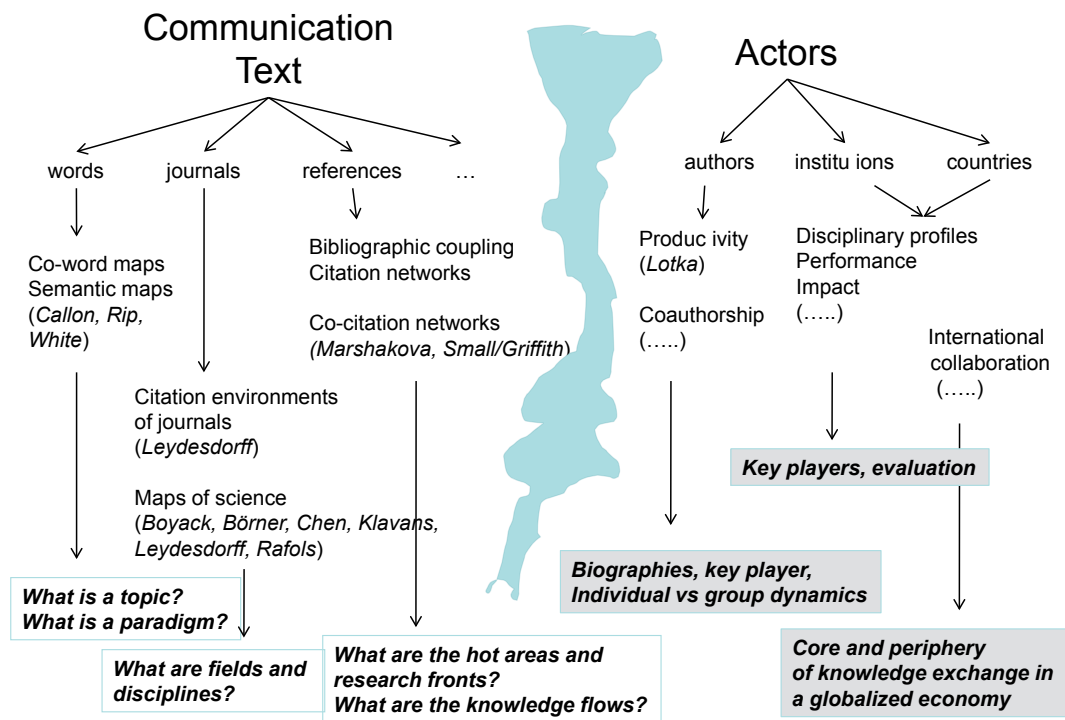 Communication
Text
words
journals
references
…
Co-word maps
Semantic maps
(Callon, Rip,
White)
Citation environments
of journals
(Leydesdorff)
Maps of science
(Boyack, Börner, Chen, Klavans,
Leydesdorff, Rafols)
Bibliographic coupling
Citation networks
Co-citation networks
(Marshakova, Small/Griffith)
What is a topic?
What is a paradigm?
What are fields and
disciplines?
What are the hot areas and
research fronts?
What are the knowledge flows?
Actors
authors
institu ions
countries
Produc ivity
(Lotka)
Coauthorship
(…..)
Disciplinary profiles
Performance
Impact
(…..)
International
collaboration
(…..)
Key players, evaluation
Biographies, key player,
Individual vs group dynamics
Core and periphery
of knowledge exchange in
a globalized economy